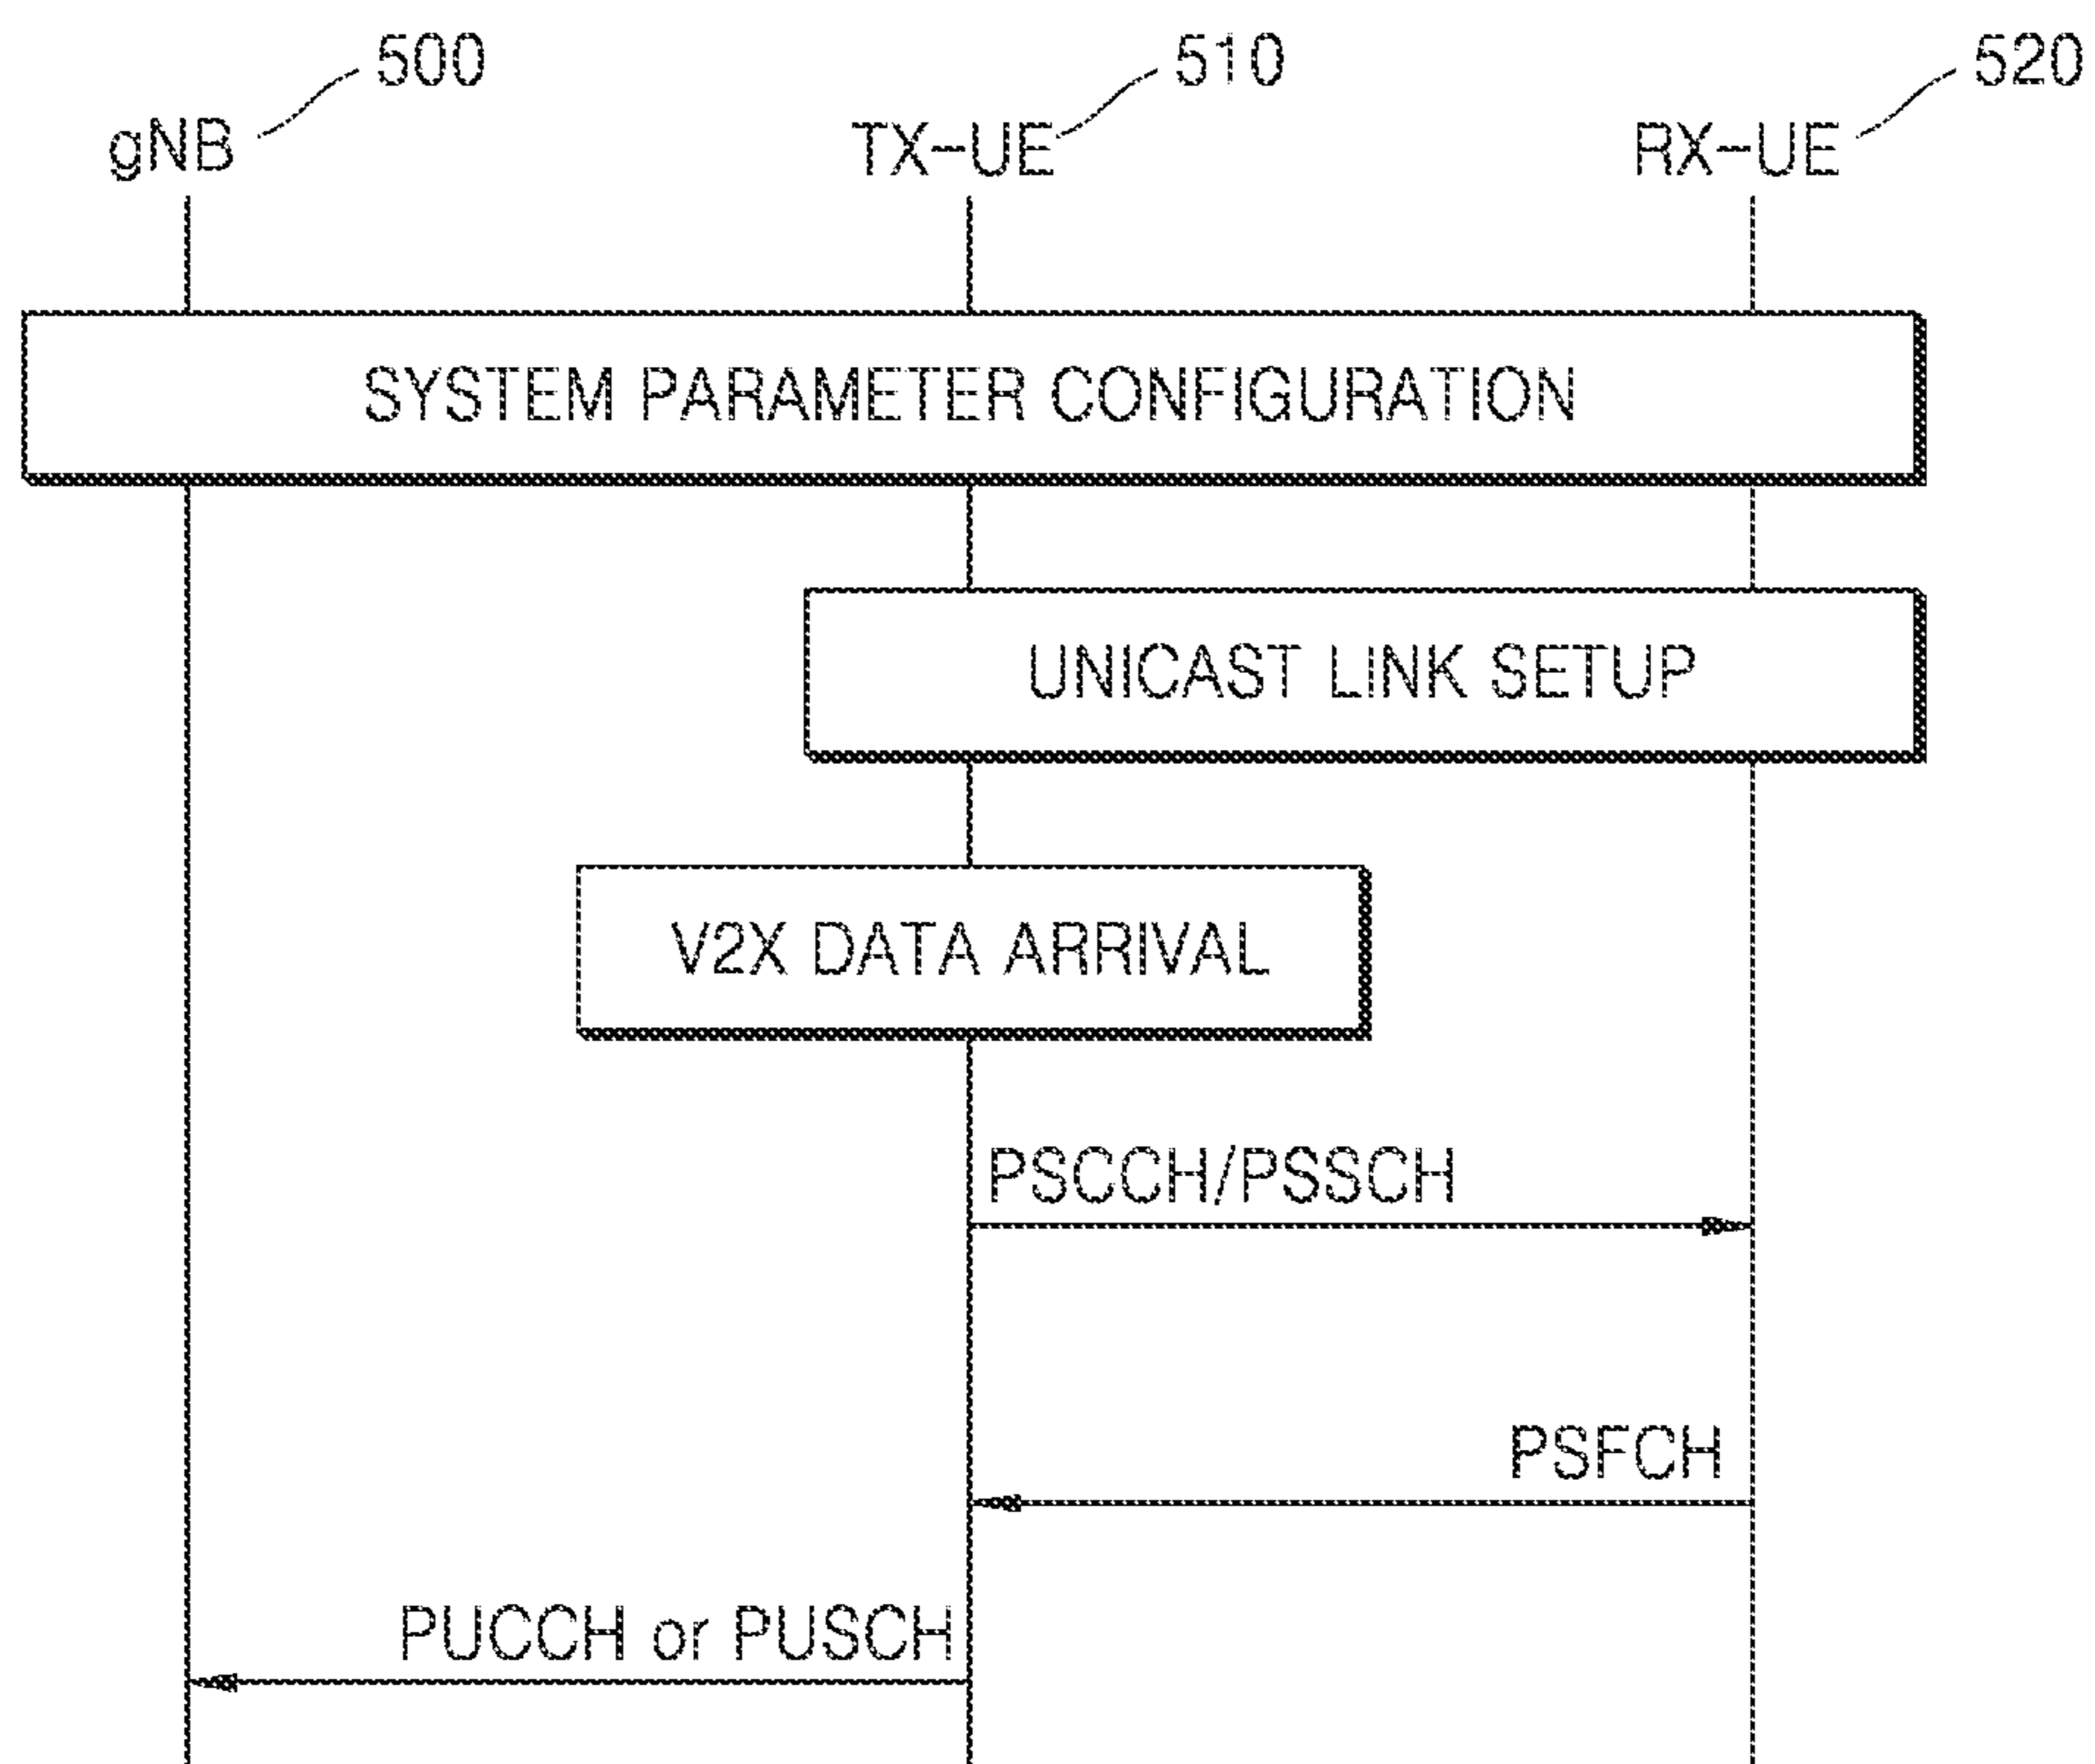 500
510
520
gNB
TX-UE
RX-UE
SYSTEM PARAMETER CONFIGURATION
UNICAST LINK SETUP
V2X DATA ARRIVAL
PSCCH/PSSCH
PSFCH
PUCCH or PUSCH